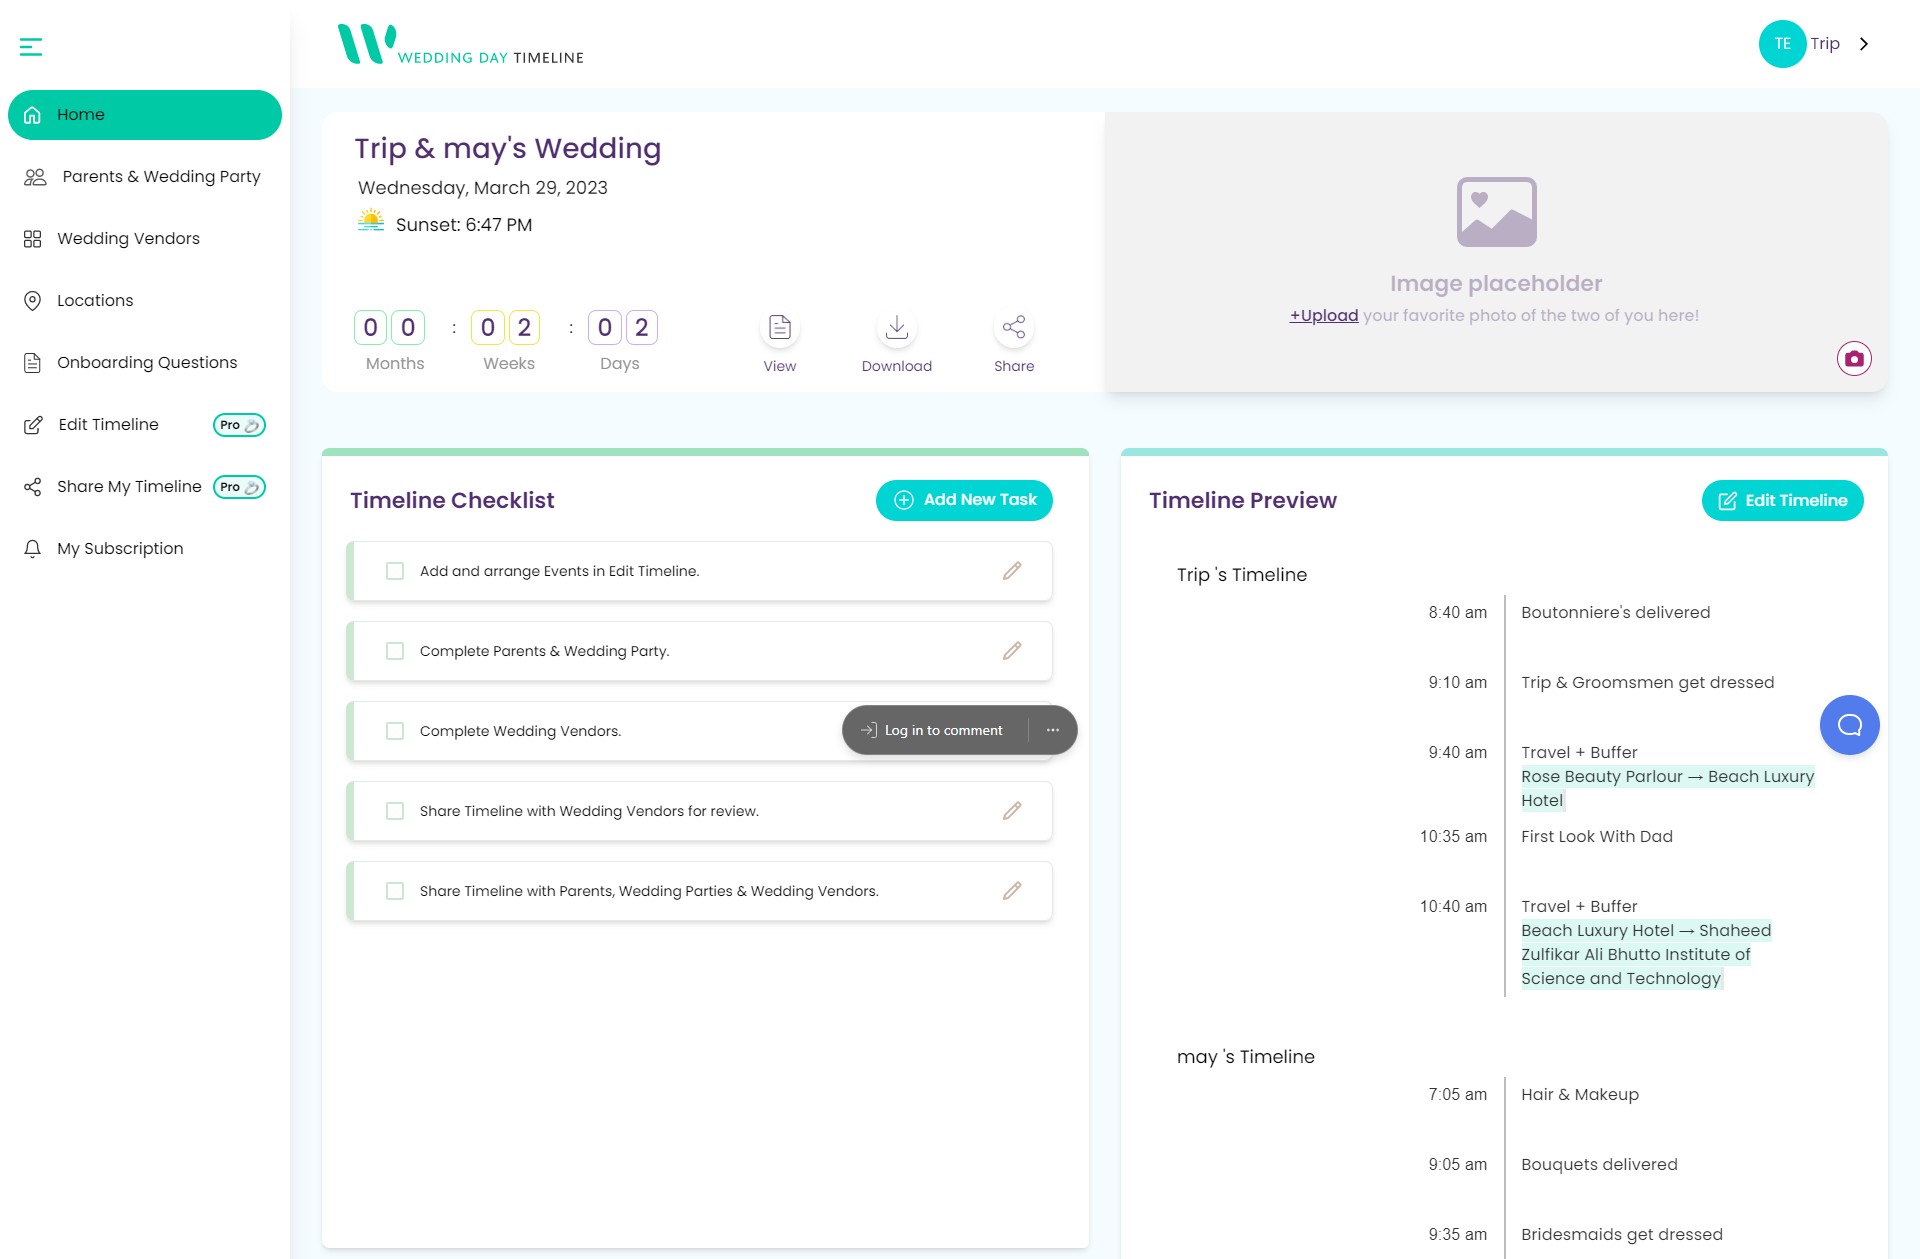 WEDDING DAY TIMELINE
TE Trip
Home
Parents & Wedding Party
Wedding Vendors
Locations
Onboarding Questions
Edit Timeline Pro
Share My Timeline Pro
My Subscription
Trip & may's Wedding
Wednesday, March 29, 2023
Sunset: 6:47 PM
0 0 : 0 2 : 0 2
Months Weeks Days
View Download Share
Image placeholder
+Upload your favorite photo of the two of you here!
Timeline Checklist
Add New Task
Add and arrange Events in Edit Timeline.
Complete Parents & Wedding Party.
Complete Wedding Vendors.
Log in to comment
Share Timeline with Wedding Vendors for review.
Share Timeline with Parents, Wedding Parties & Wedding Vendors.
Timeline Preview
Edit Timeline
Trip 's Timeline
8:40 am Boutonniere's delivered
9:10 am Trip & Groomsmen get dressed
9:40 am Travel + Buffer
Rose Beauty Parlour → Beach Luxury
Hotel
10:35 am First Look With Dad
10:40 am Travel + Buffer
Beach Luxury Hotel → Shaheed
Zulfikar Ali Bhutto Institute of
Science and Technology
may 's Timeline
7:05 am Hair & Makeup
9:05 am Bouquets delivered
9:35 am Bridesmaids get dressed